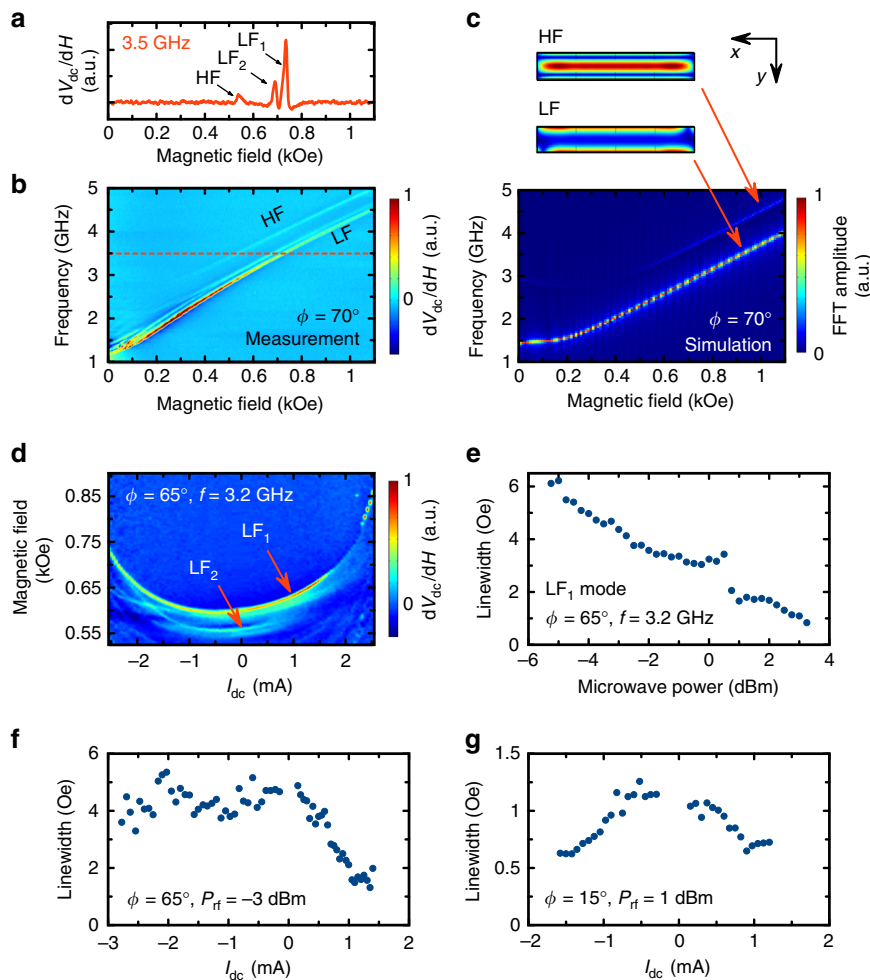 a
3.5 GHz
HF
LF2
LF1
dVdc/dH
(a.u.)
0 0.2 0.4 0.6 0.8 1
Magnetic field (kOe)
b
5
4
3
2
1
Frequency (GHz)
HF
LF
ϕ = 70°
Measurement
0 0.2 0.4 0.6 0.8 1
Magnetic field (kOe)
1
0
dVdc/dH (a.u.)
c
HF
LF
x
y
5
4
3
2
1
Frequency (GHz)
ϕ = 70°
Simulation
0 0.2 0.4 0.6 0.8 1
Magnetic field (kOe)
1
0
FFT amplitude
(a.u.)
d
0.85
0.75
0.65
0.55
Magnetic field
(kOe)
ϕ = 65°, f = 3.2 GHz
LF1
LF2
−2 −1 0 1 2
Idc (mA)
1
0
dVdc/dH (a.u.)
e
6
4
2
0
Linewidth (Oe)
LF1 mode
ϕ = 65°, f = 3.2 GHz
−6 −4 −2 0 2 4
Microwave power (dBm)
f
6
4
2
0
Linewidth (Oe)
ϕ = 65°, Prf = −3 dBm
−3 −2 −1 0 1 2
Idc (mA)
g
1.5
1
0.5
0
Linewidth (Oe)
ϕ = 15°, Prf = 1 dBm
−2 −1 0 1 2
Idc (mA)